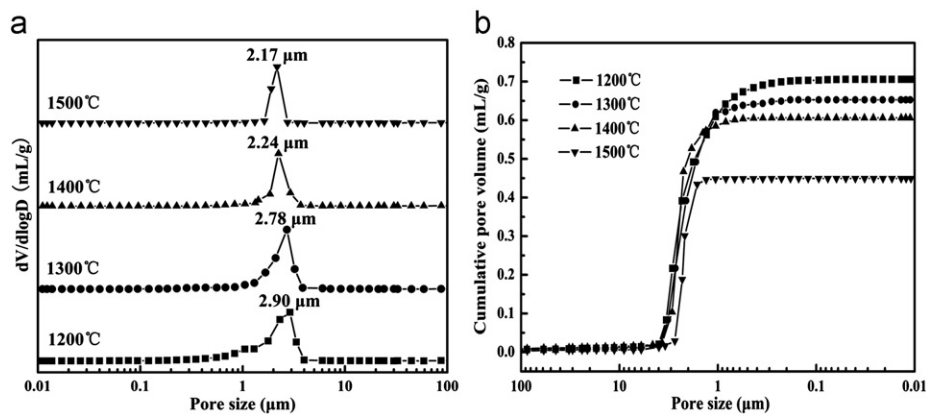 a
2.17 μm
1500℃
2.24 μm
1400℃
2.78 μm
1300℃
2.90 μm
1200℃
dV/dlogD (mL/g)
0.01 0.1 1 10 100
Pore size (μm)
b
0.7
0.6
0.5
0.4
0.3
0.2
0.1
0.0
Cumulative pore volume (mL/g)
1200℃
1300℃
1400℃
1500℃
100 10 1 0.1 0.01
Pore size (μm)